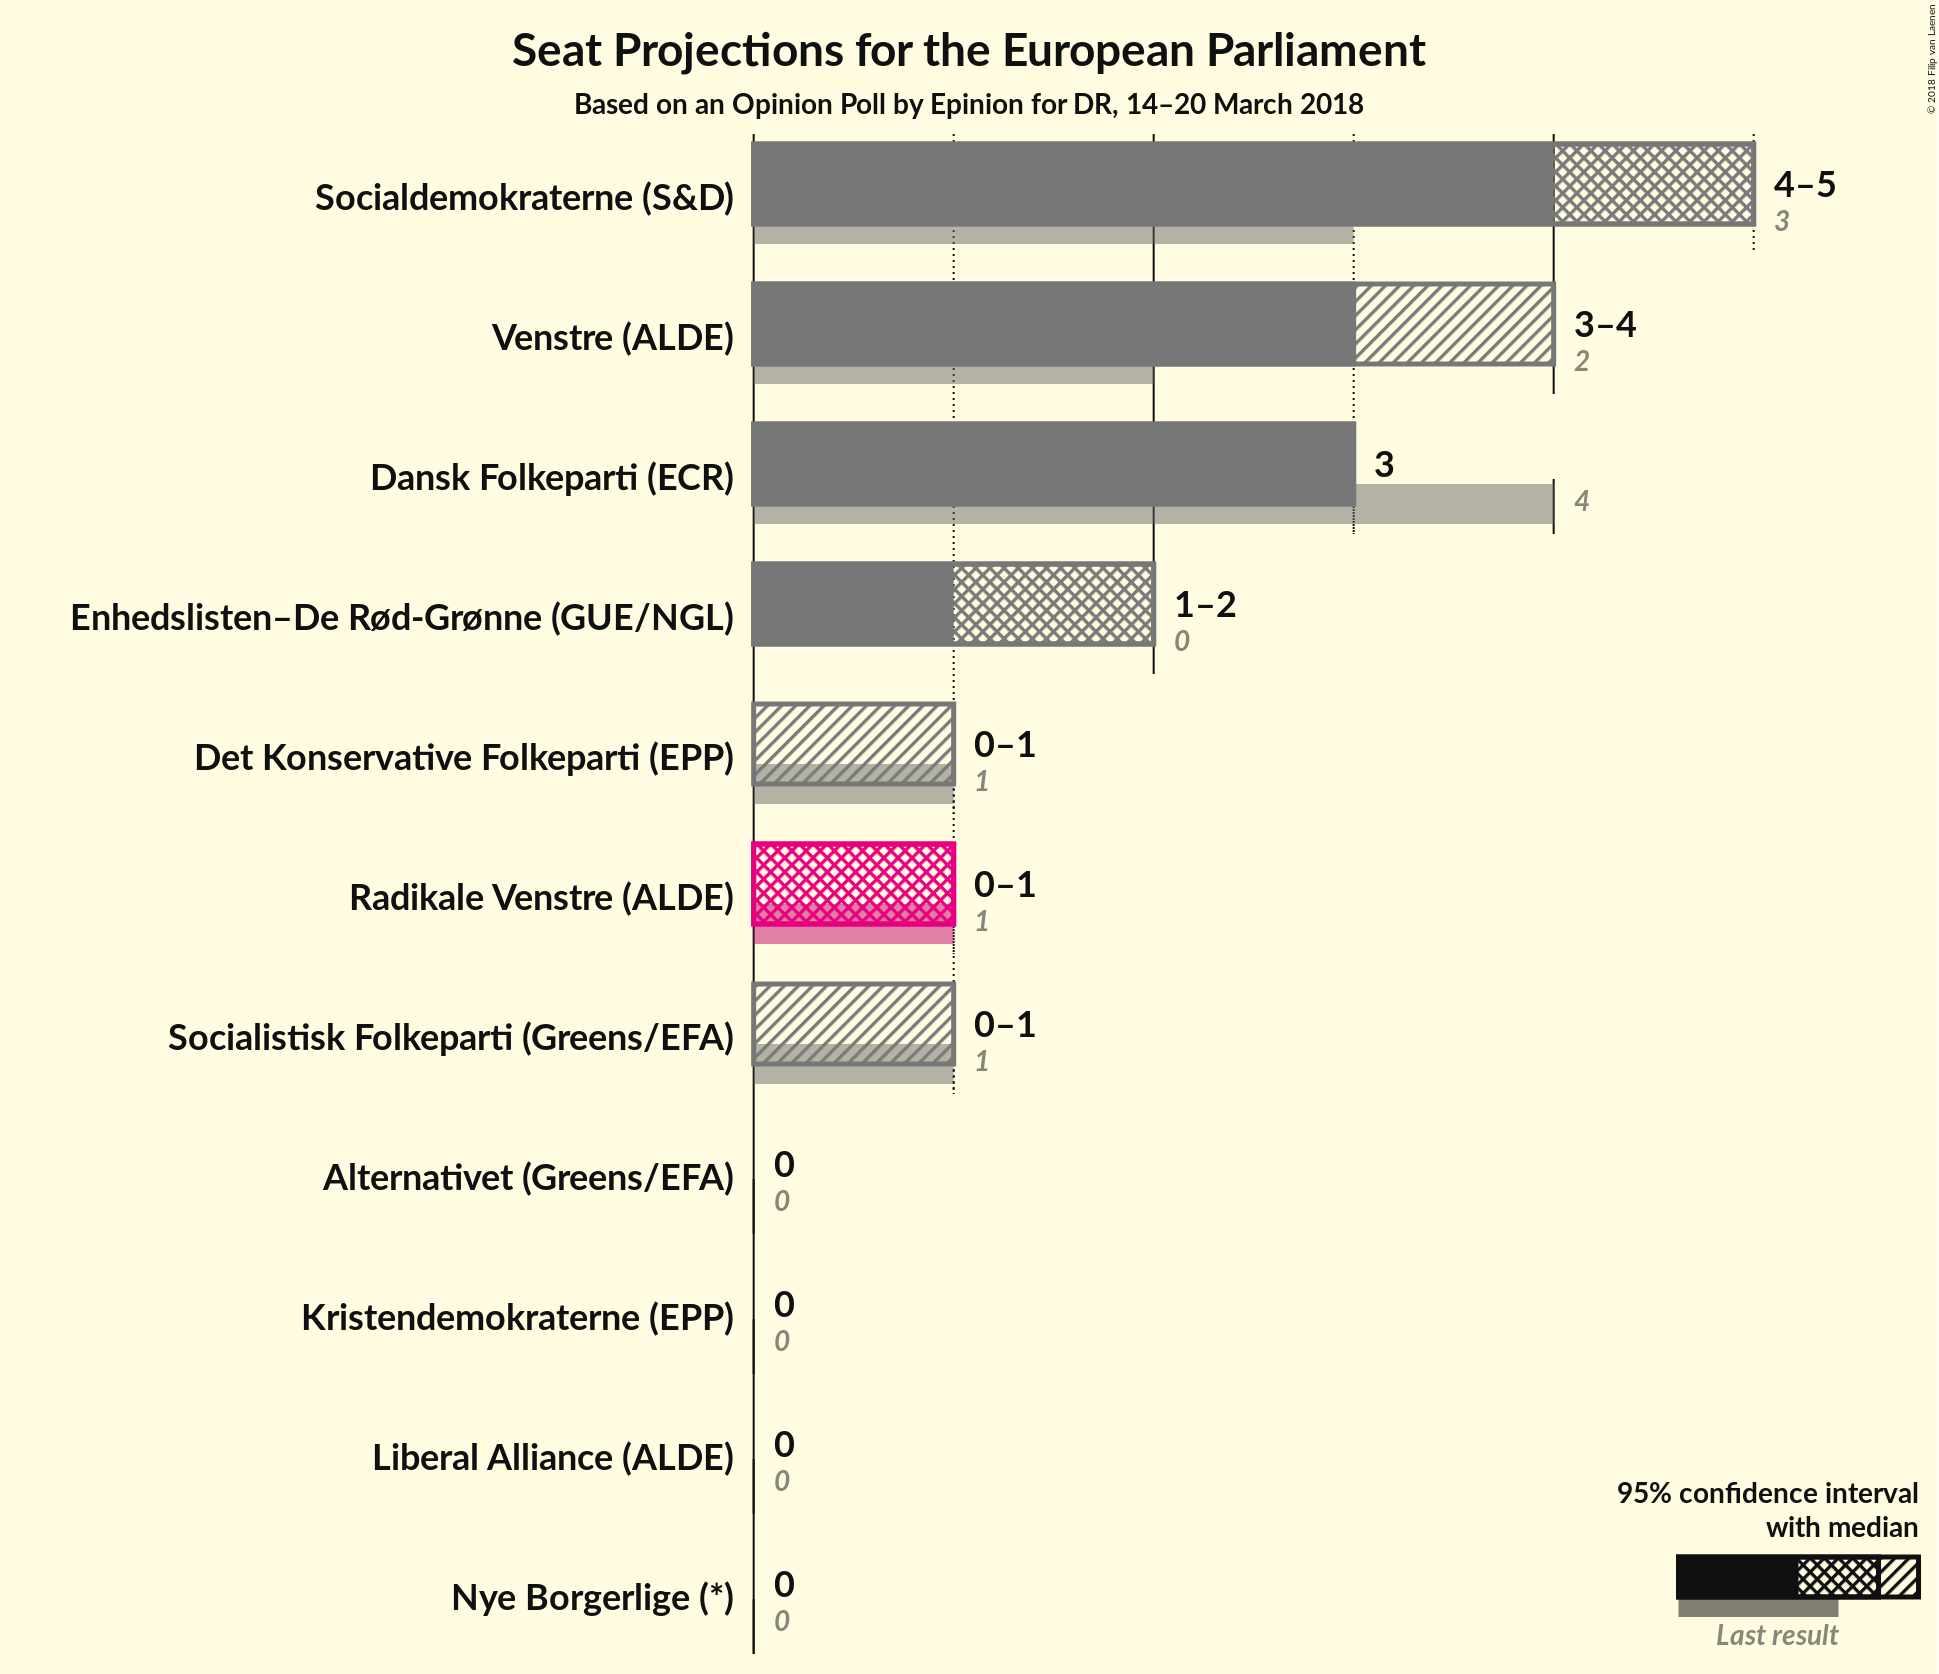 Seat Projections for the European Parliament
Based on an Opinion Poll by Epinion for DR, 14–20 March 2018
© 2018 Filip van Laenen
Socialdemokraterne (S&D)
4–5
3
Venstre (ALDE)
3–4
2
Dansk Folkeparti (ECR)
3
4
Enhedslisten–De Rød-Grønne (GUE/NGL)
1–2
0
Det Konservative Folkeparti (EPP)
0–1
1
Radikale Venstre (ALDE)
0–1
1
Socialistisk Folkeparti (Greens/EFA)
0–1
1
Alternativet (Greens/EFA)
0
0
Kristendemokraterne (EPP)
0
0
Liberal Alliance (ALDE)
0
0
Nye Borgerlige (*)
0
0
95% confidence interval
with median
Last result